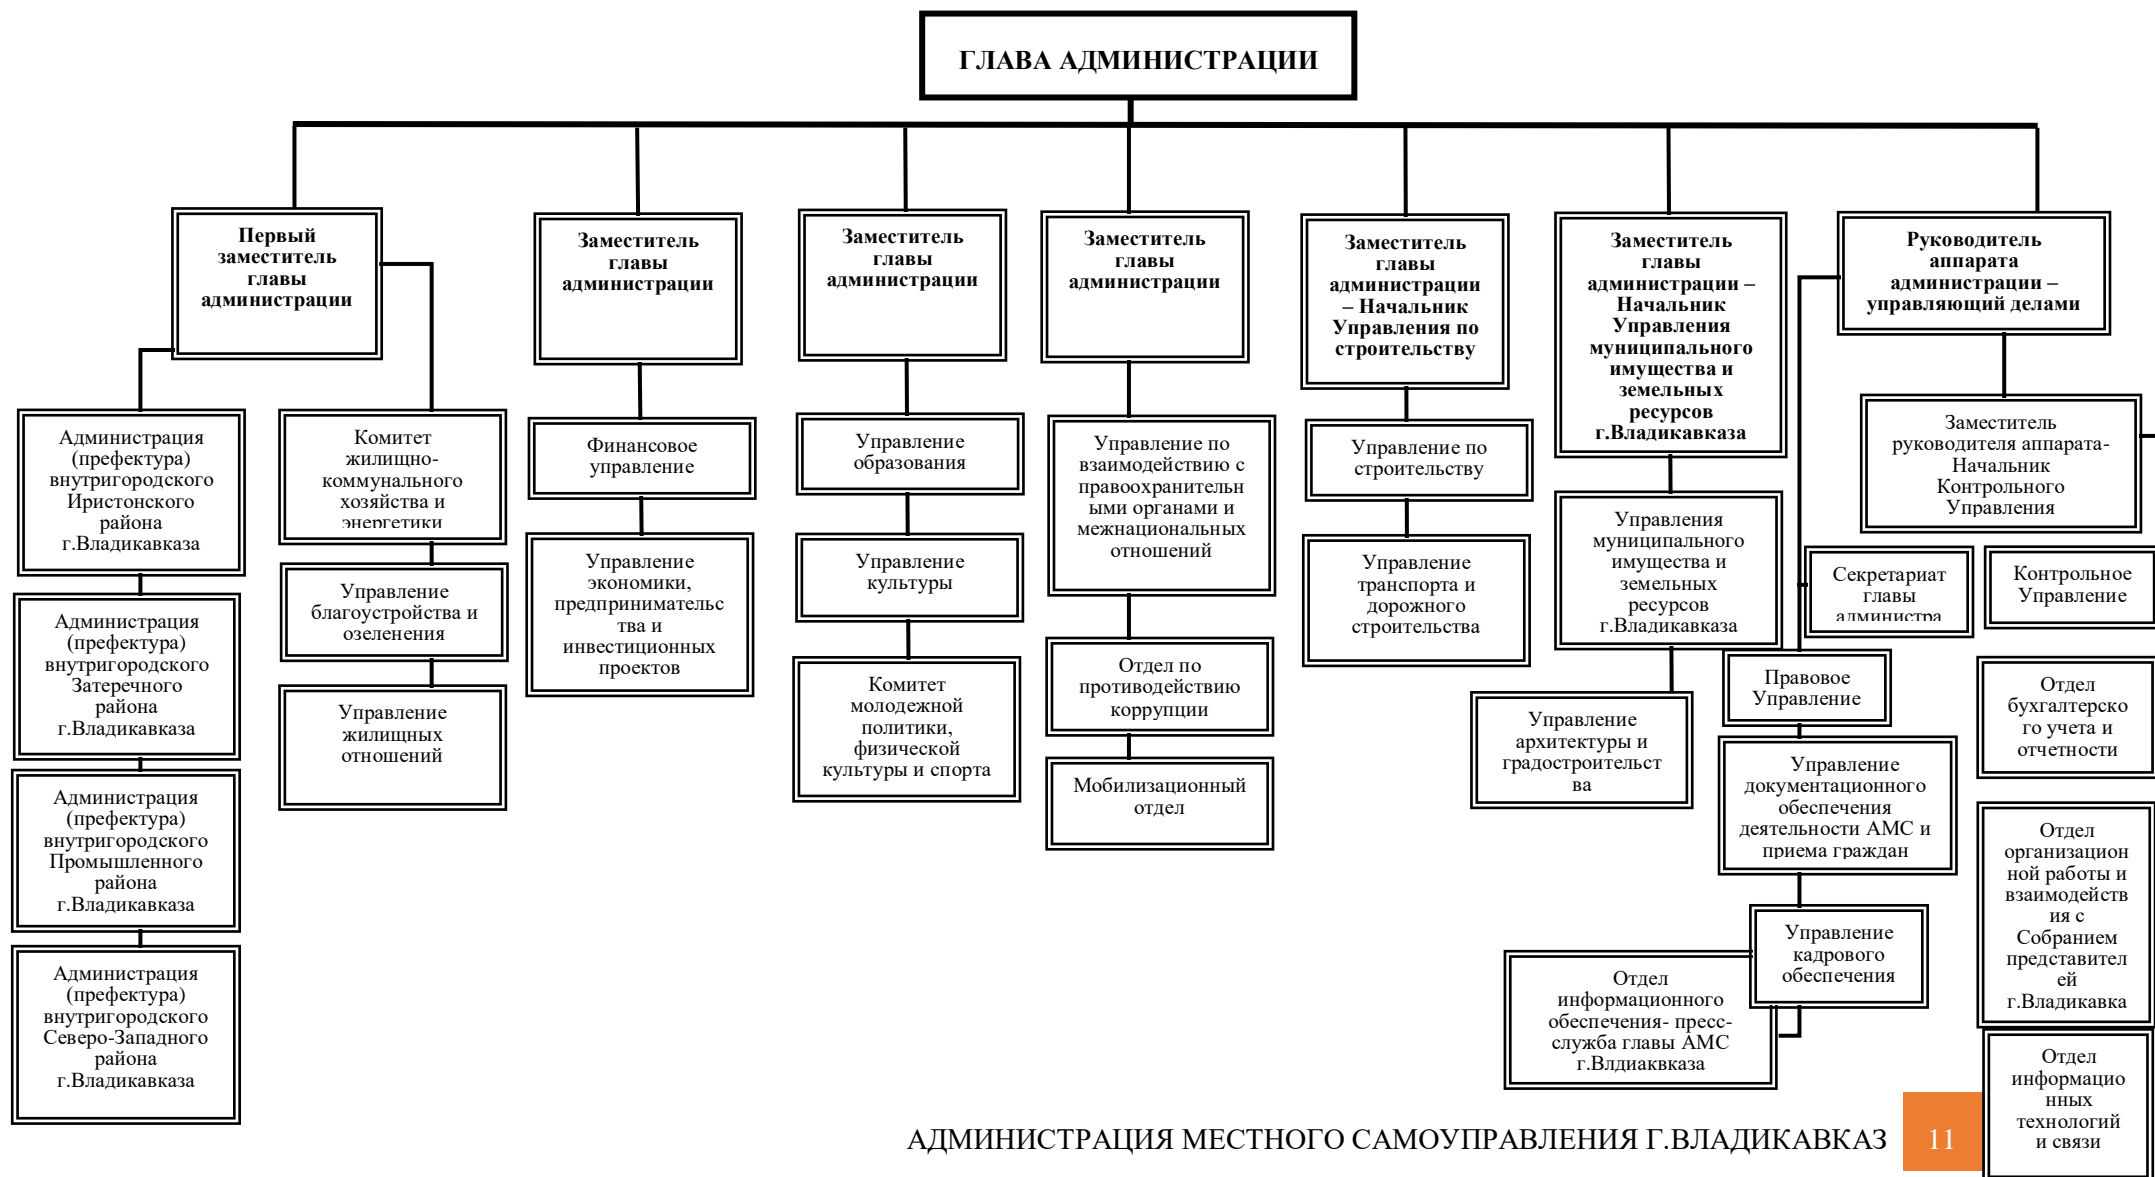 ГЛАВА АДМИНИСТРАЦИИ
Первый
заместитель
главы
администрации
Заместитель
главы
администрации
Заместитель
главы
администрации
Заместитель
главы
администрации
Заместитель
главы
администрации
– Начальник
Управления по
строительству
Заместитель
главы
администрации –
Начальник
Управления
муниципального
имущества и
земельных
ресурсов
г.Владикавказа
Руководитель
аппарата
администрации –
управляющий делами
Администрация
(префектура)
внутригородского
Иристонского
района
г.Владикавказа
Администрация
(префектура)
внутригородского
Затеречного
района
г.Владикавказа
Администрация
(префектура)
внутригородского
Промышленного
района
г.Владикавказа
Администрация
(префектура)
внутригородского
Северо-Западного
района
г.Владикавказа
Комитет
жилищно-
коммунального
хозяйства и
энергетики
Управление
благоустройства и
озеленения
Управление
жилищных
отношений
Финансовое
управление
Управление
экономики,
предпринимательс
тва и
инвестиционных
проектов
Управление
образования
Управление
культуры
Комитет
молодежной
политики,
физической
культуры и спорта
Управление по
взаимодействию с
правоохранительн
ыми органами и
межнациональных
отношений
Отдел по
противодействию
коррупции
Мобилизационный
отдел
Управление по
строительству
Управление
транспорта и
дорожного
строительства
Управления
муниципального
имущества и
земельных
ресурсов
г.Владикавказа
Управление
архитектуры и
градостроительст
ва
Заместитель
руководителя аппарата-
Начальник
Контрольного
Управления
Секретариат
главы
администра
Контрольное
Управление
Правовое
Управление
Управление
документационного
обеспечения
деятельности АМС и
приема граждан
Управление
кадрового
обеспечения
Отдел
информационного
обеспечения- пресс-
служба главы АМС
г.Влдиаквказа
Отдел
бухгалтерско
го учета и
отчетности
Отдел
организацион
ной работы и
взаимодейств
ия с
Собранием
представител
ей
г.Владикавка
Отдел
информацио
нных
технологий
и связи
АДМИНИСТРАЦИЯ МЕСТНОГО САМОУПРАВЛЕНИЯ Г.ВЛАДИКАВКАЗ
11